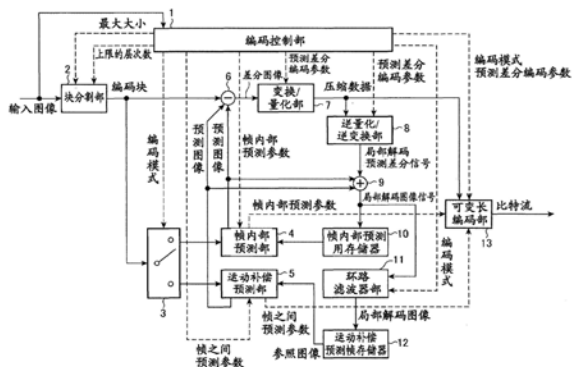 最大大小
1
编码控制部
上限的层次数
编码模式
预测差分编码参数
2
编码块
6
差分图像
预测差分
编码参数
预测差分
编码参数
压缩数据
输入图像
块分割部
变换/
量化部
7
逆量化/
逆变换部
8
预测图像
预测图像
帧内部
预测参数
编码模式
局部解码
预测差分信号
9
局部解码图像信号
帧内部预测参数
可变长
编码部
13
比特流
帧内部
预测部
4
帧内部预测
用存储器
10
11
运动补偿
预测部
5
环路
滤波器部
编码模式
3
帧之间
预测参数
局部解码图像
帧之间
预测参数
参照图像
运动补偿
预测帧存储器
12